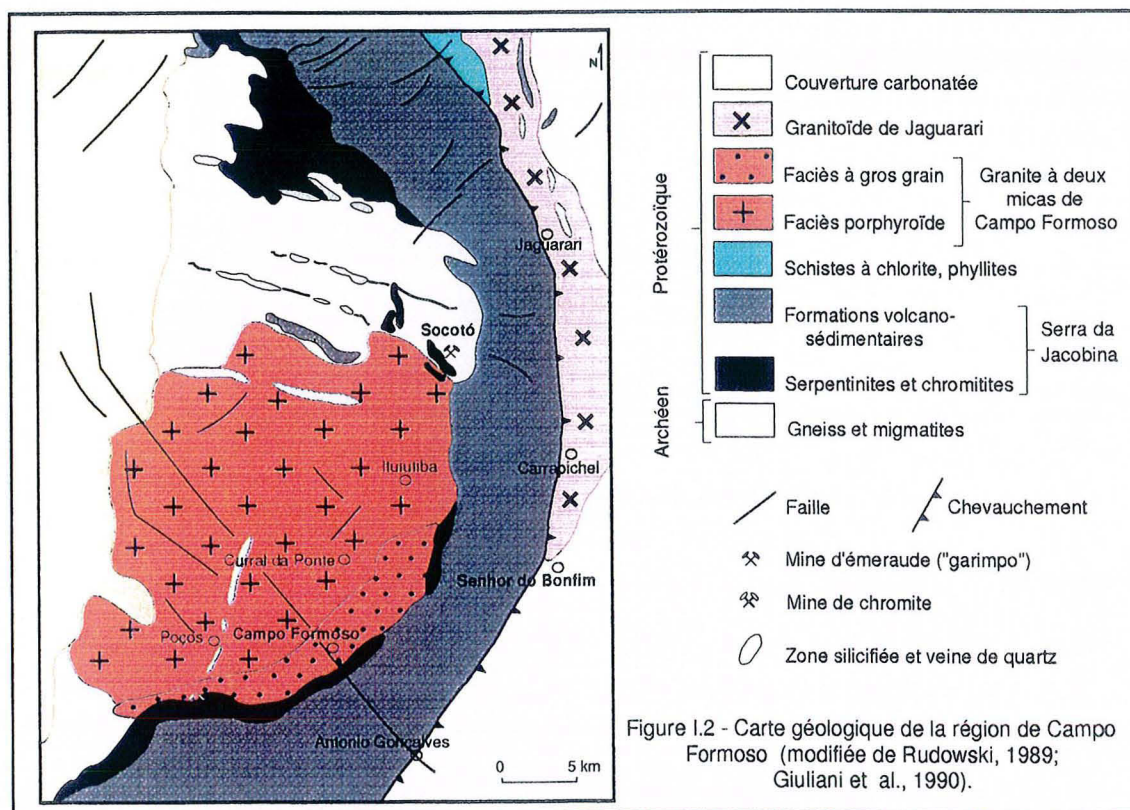 N
Jaguarari
Socotó
Carrapichel
Ituiutiba
Curral da Ponte
Senhor do Bonfim
Poços
Campo Formoso
Antonio Gonçalves
0 5 km
Protérozoïque
Archéen
Couverture carbonatée
Granitoïde de Jaguarari
Faciès à gros grain
Faciès porphyroïde
Granite à deux
micas de
Campo Formoso
Schistes à chlorite, phyllites
Formations volcano-
sédimentaires
Serpentinites et chromitites
Serra da
Jacobina
Gneiss et migmatites
Faille
Chevauchement
Mine d'émeraude ("garimpo")
Mine de chromite
Zone silicifiée et veine de quartz
Figure I.2 - Carte géologique de la région de Campo
Formoso (modifiée de Rudowski, 1989;
Giuliani et al., 1990).